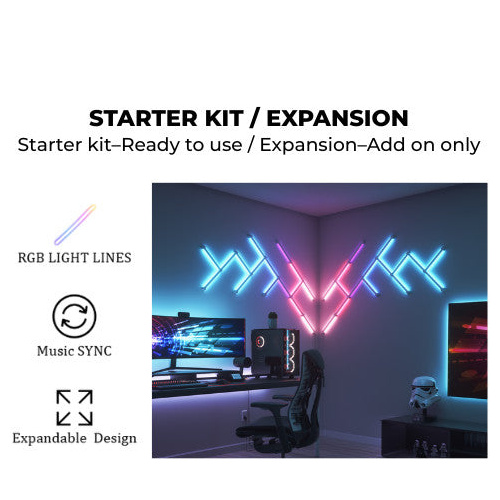 STARTER KIT / EXPANSION
Starter kit–Ready to use / Expansion–Add on only
RGB LIGHT LINES
Music SYNC
Expandable Design